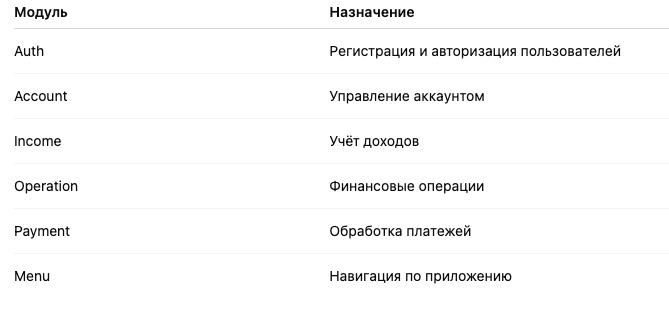 Модуль Назначение
Auth Регистрация и авторизация пользователей
Account Управление аккаунтом
Income Учёт доходов
Operation Финансовые операции
Payment Обработка платежей
Menu Навигация по приложению